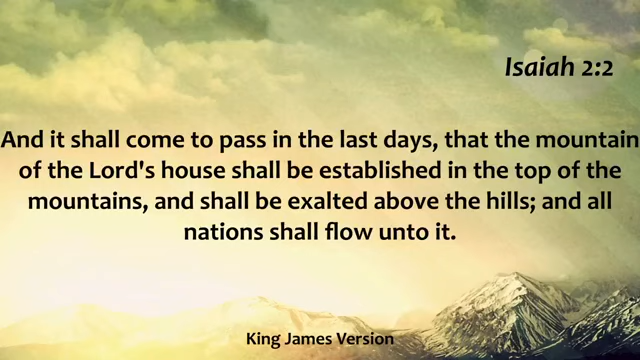 Isaiah 2:2
And it shall come to pass in the last days, that the mountain
of the Lord's house shall be established in the top of the
mountains, and shall be exalted above the hills; and all
nations shall flow unto it.
King James Version